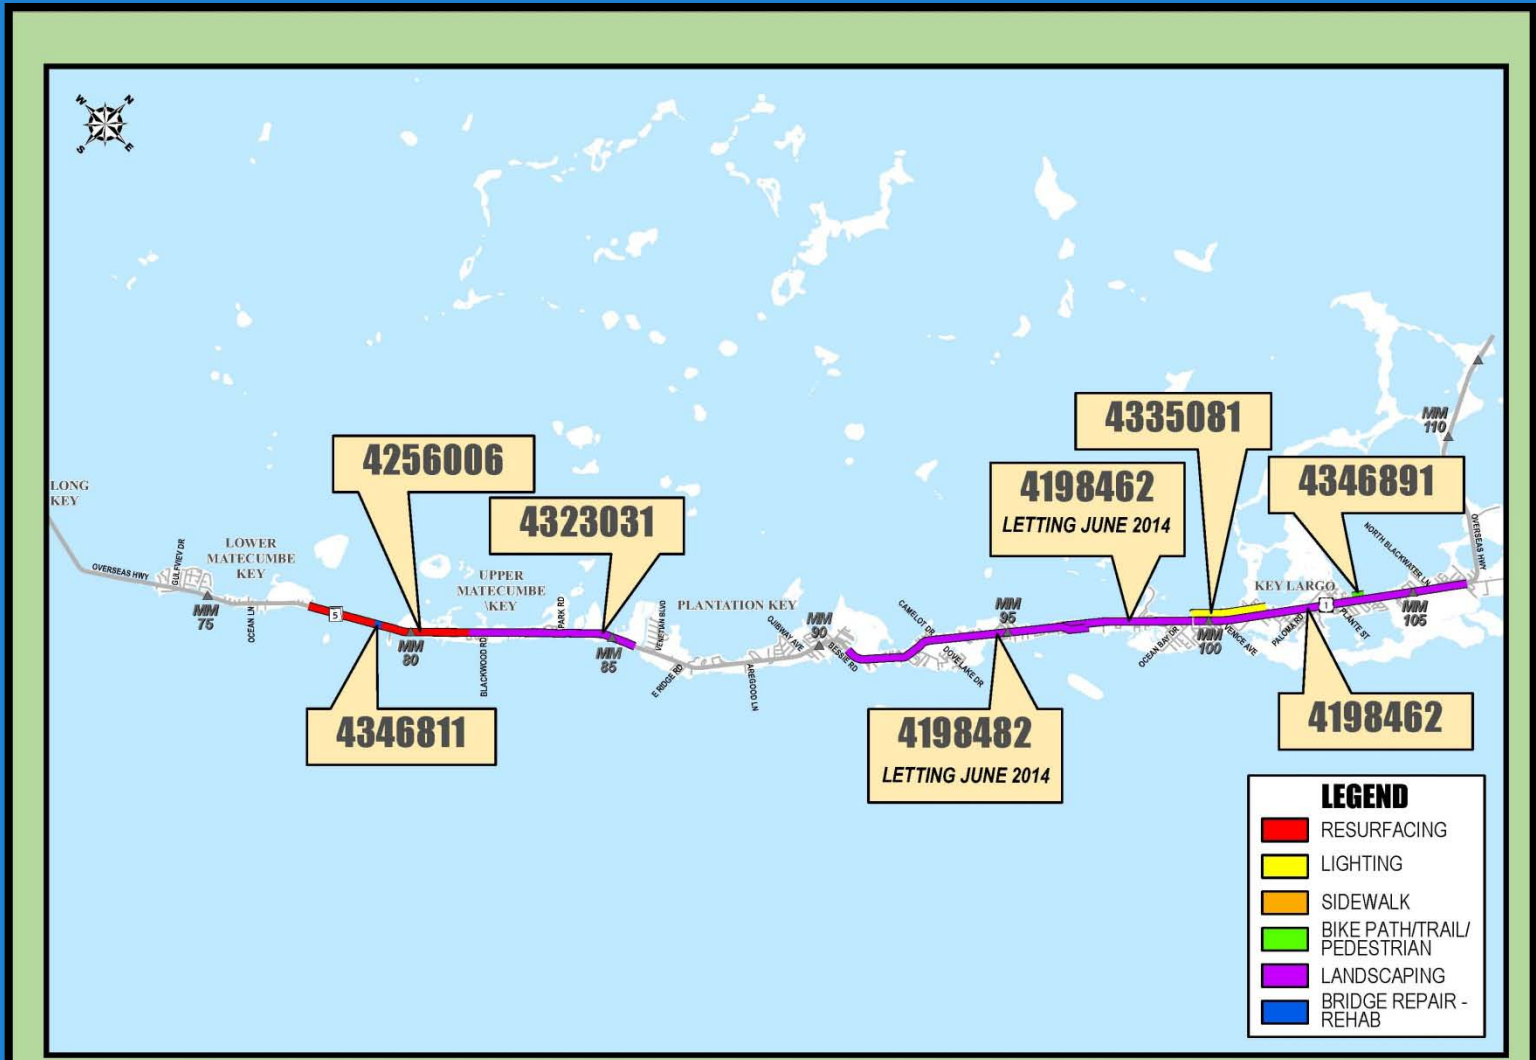 W
N
S
E
4335081
4198462
LETTING JUNE 2014
4346891
MM
110
4256006
4323031
LONG
KEY
LOWER
MATECUMBE
KEY
GULFVIEW DR
OVERSEAS HWY
MM
75
OCEAN LN
5
MM
80
UPPER
MATECUMBE
KEY
BLACKWOOD RD
PARK RD
MM
85
VENETIAN BLVD
PLANTATION KEY
E RIDGE RD
OJIBWAY AVE
AREGOOD LN
MM
90
BESSIE RD
CAMELOT DR
DOVE LAKE DR
MM
95
OCEAN BAY DR
MM
100
VENICE AVE
KEY LARGO
PALOMA RD
1
PLANTE ST
NORTH BLACKWATER LN
MM
105
OVERSEAS HWY
4346811
4198482
LETTING JUNE 2014
4198462
LEGEND
RESURFACING
LIGHTING
SIDEWALK
BIKE PATH/TRAIL/
PEDESTRIAN
LANDSCAPING
BRIDGE REPAIR -
REHAB